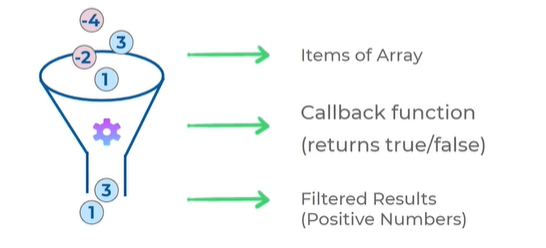 -4
3
-2
1
Items of Array
Callback function
(returns true/false)
3
1
Filtered Results
(Positive Numbers)